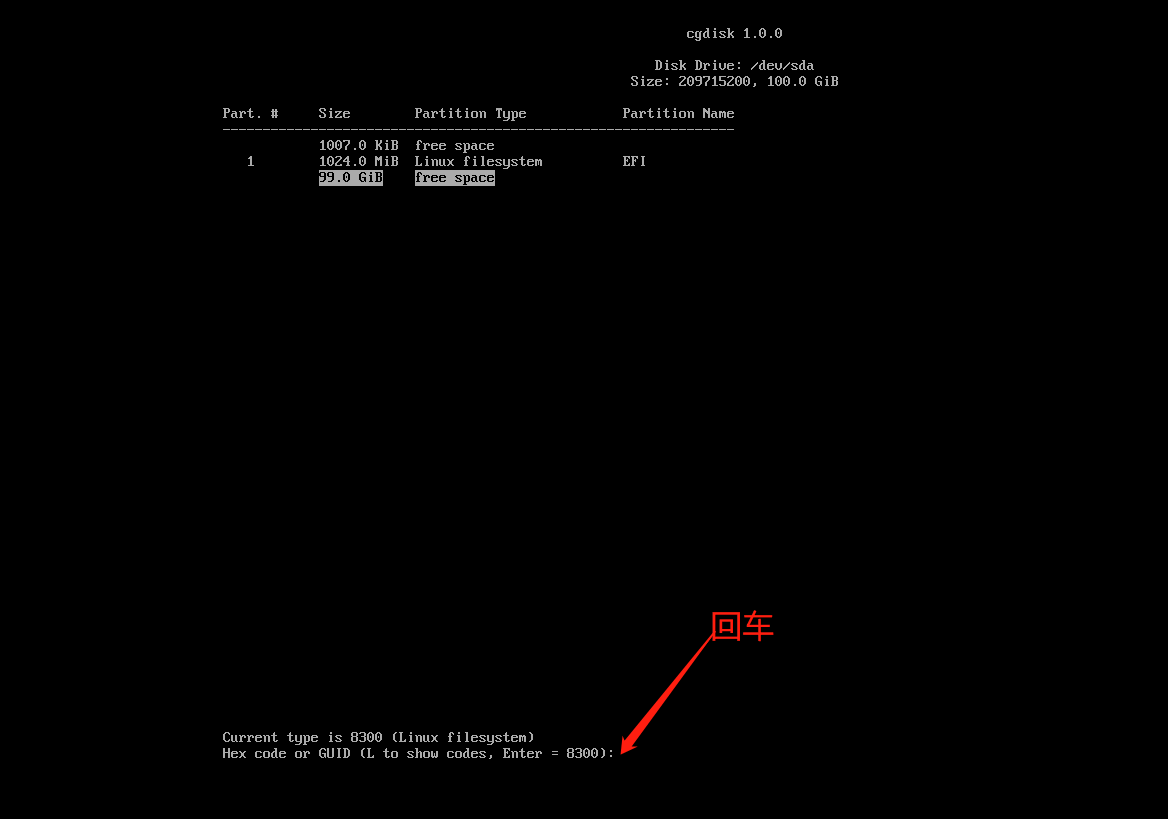 cgdisk 1.0.0
Disk Drive: /dev/sda
Size: 209715200, 100.0 GiB
Part. # Size Partition Type Partition Name
----------------------------------------------------------------
1007.0 KiB free space
1 1024.0 MiB Linux filesystem EFI
99.0 GiB free space
回车
Current type is 8300 (Linux filesystem)
Hex code or GUID (L to show codes, Enter = 8300):